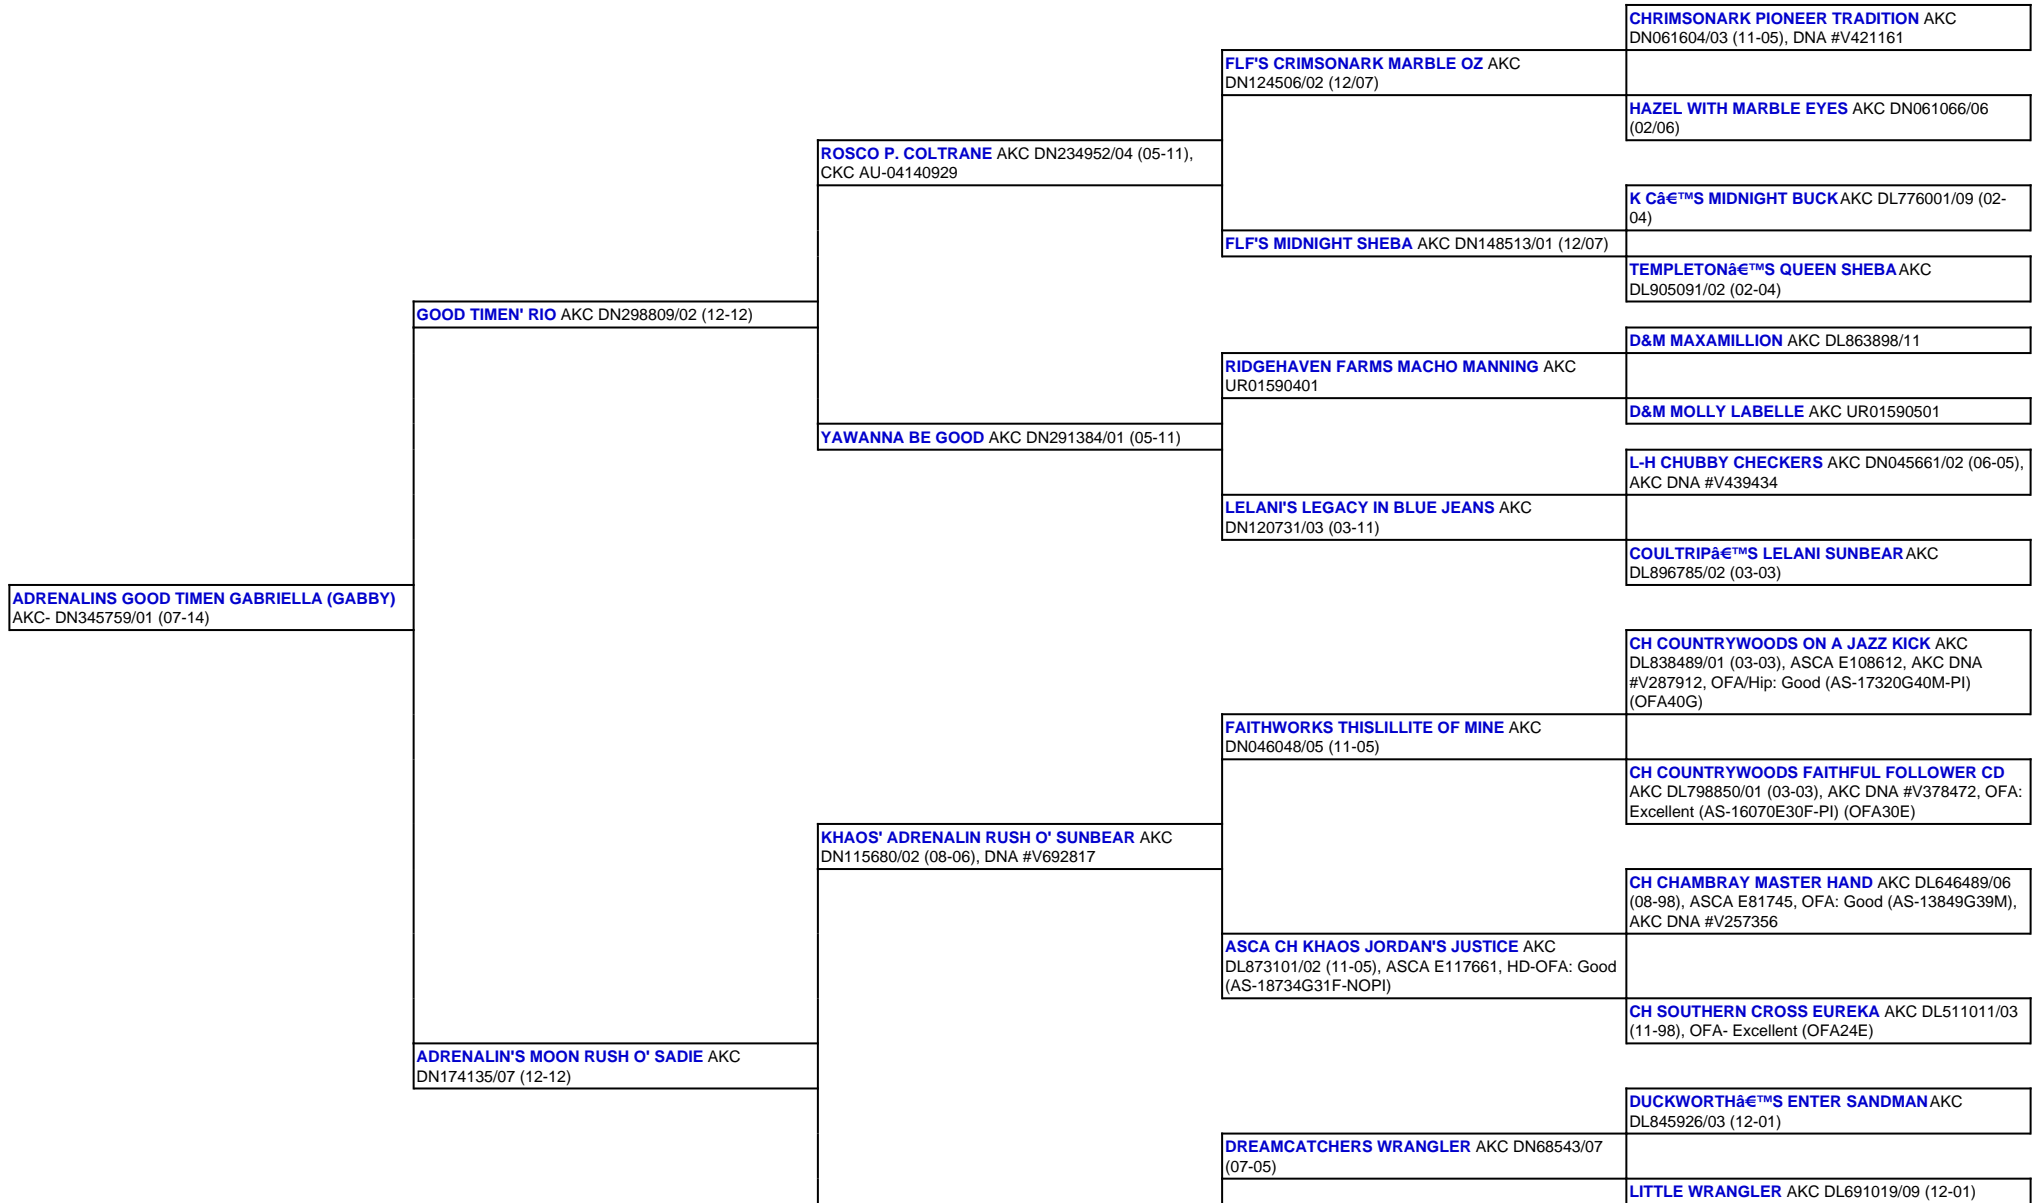 CHRIMSONARK PIONEER TRADITION AKC
DN061604/03 (11-05), DNA #V421161
FLF'S CRIMSONARK MARBLE OZ AKC
DN124506/02 (12/07)
HAZEL WITH MARBLE EYES AKC DN061066/06
(02/06)
ROSCO P. COLTRANE AKC DN234952/04 (05-11),
CKC AU-04140929
K C’S MIDNIGHT BUCK AKC DL776001/09 (02-
04)
FLF'S MIDNIGHT SHEBA AKC DN148513/01 (12/07)
TEMPLETON’S QUEEN SHEBA AKC
DL905091/02 (02-04)
GOOD TIMEN' RIO AKC DN298809/02 (12-12)
D&M MAXAMILLION AKC DL863898/11
RIDGEHAVEN FARMS MACHO MANNING AKC
UR01590401
D&M MOLLY LABELLE AKC UR01590501
YAWANNA BE GOOD AKC DN291384/01 (05-11)
L-H CHUBBY CHECKERS AKC DN045661/02 (06-05),
AKC DNA #V439434
LELANI'S LEGACY IN BLUE JEANS AKC
DN120731/03 (03-11)
COULTRIP’S LELANI SUNBEAR AKC
DL896785/02 (03-03)
ADRENALINS GOOD TIMEN GABRIELLA (GABBY)
AKC- DN345759/01 (07-14)
CH COUNTRYWOODS ON A JAZZ KICK AKC
DL838489/01 (03-03), ASCA E108612, AKC DNA
#V287912, OFA/Hip: Good (AS-17320G40M-PI)
(OFA40G)
FAITHWORKS THISLILLITE OF MINE AKC
DN046048/05 (11-05)
CH COUNTRYWOODS FAITHFUL FOLLOWER CD
AKC DL798850/01 (03-03), AKC DNA #V378472, OFA:
Excellent (AS-16070E30F-PI) (OFA30E)
KHAOS' ADRENALIN RUSH O' SUNBEAR AKC
DN115680/02 (08-06), DNA #V692817
CH CHAMBRAY MASTER HAND AKC DL646489/06
(08-98), ASCA E81745, OFA: Good (AS-13849G39M),
AKC DNA #V257356
ASCA CH KHAOS JORDAN'S JUSTICE AKC
DL873101/02 (11-05), ASCA E117661, HD-OFA: Good
(AS-18734G31F-NOPI)
CH SOUTHERN CROSS EUREKA AKC DL511011/03
(11-98), OFA- Excellent (OFA24E)
ADRENALIN'S MOON RUSH O' SADIE AKC
DN174135/07 (12-12)
DUCKWORTH’S ENTER SANDMAN AKC
DL845926/03 (12-01)
DREAMCATCHERS WRANGLER AKC DN68543/07
(07-05)
LITTLE WRANGLER AKC DL691019/09 (12-01)